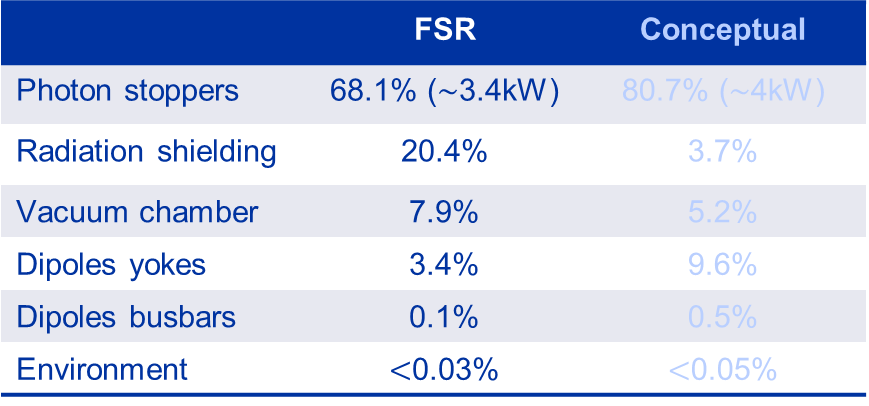 FSR Conceptual
Photon stoppers 68.1% (~3.4kW) 80.7% (~4kW)
Radiation shielding 20.4% 3.7%
Vacuum chamber 7.9% 5.2%
Dipoles yokes 3.4% 9.6%
Dipoles busbars 0.1% 0.5%
Environment <0.03% <0.05%